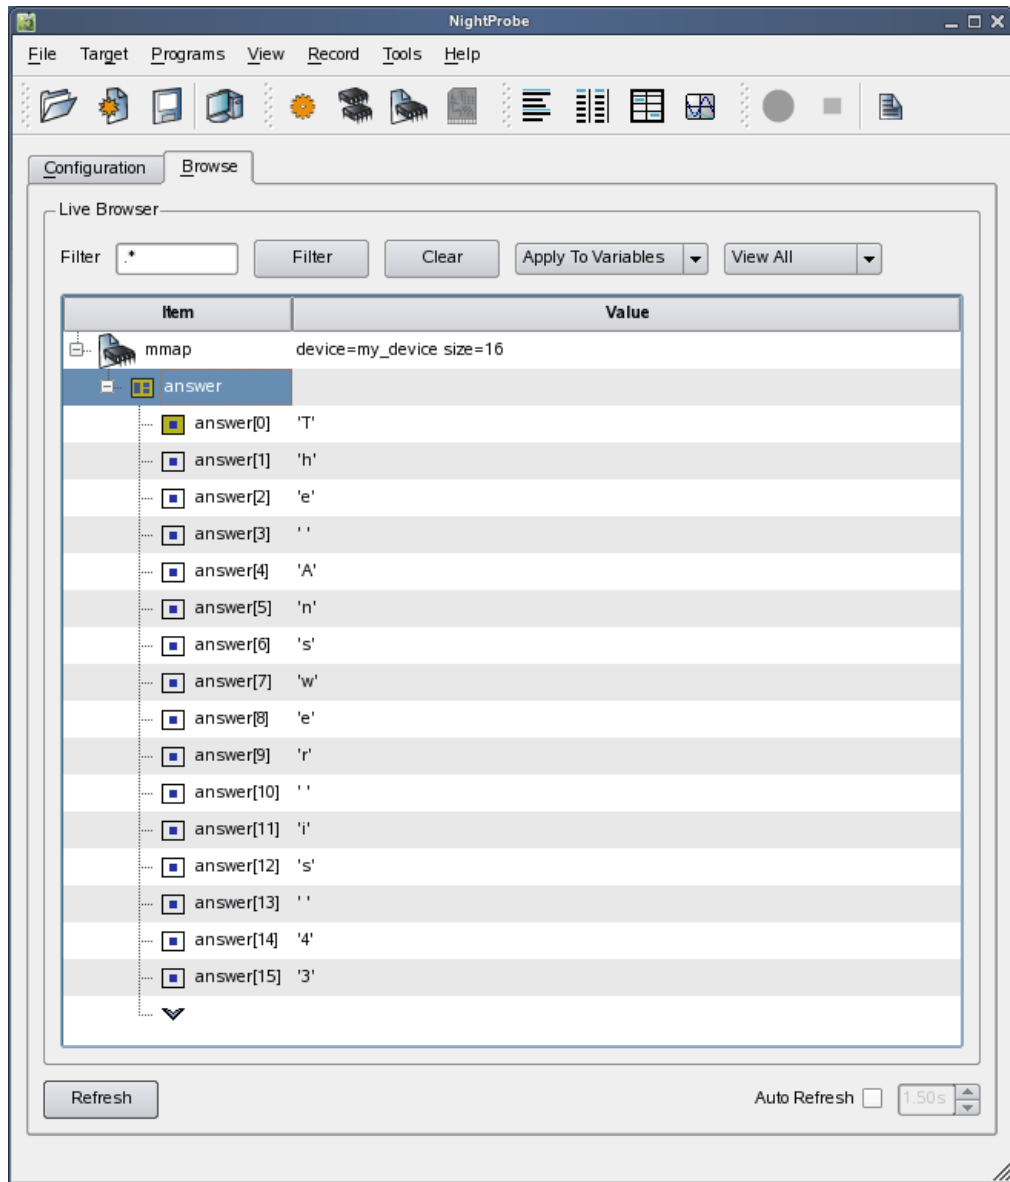 NightProbe
File Target Programs View Record Tools Help
Configuration Browse
Live Browser
Filter .* Filter Clear Apply To Variables View All
Item Value
mmap device=my_device size=16
answer
answer[0] 'T'
answer[1] 'h'
answer[2] 'e'
answer[3] ' '
answer[4] 'A'
answer[5] 'n'
answer[6] 's'
answer[7] 'w'
answer[8] 'e'
answer[9] 'r'
answer[10] ' '
answer[11] 'i'
answer[12] 's'
answer[13] ' '
answer[14] '4'
answer[15] '3'
Refresh Auto Refresh 1.50s